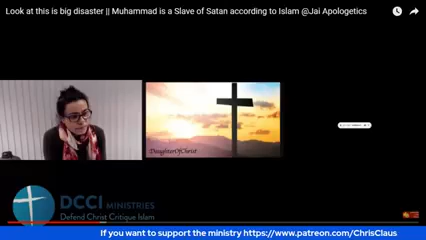 Look at this is big disaster || Muhammad is a Slave of Satan according to Islam @Jai Apologetics
DaughterOfChrist
DCCI
MINISTRIES
Defend Christ Critique Islam
If you want to support the ministry https://www.patreon.com/ChrisClaus